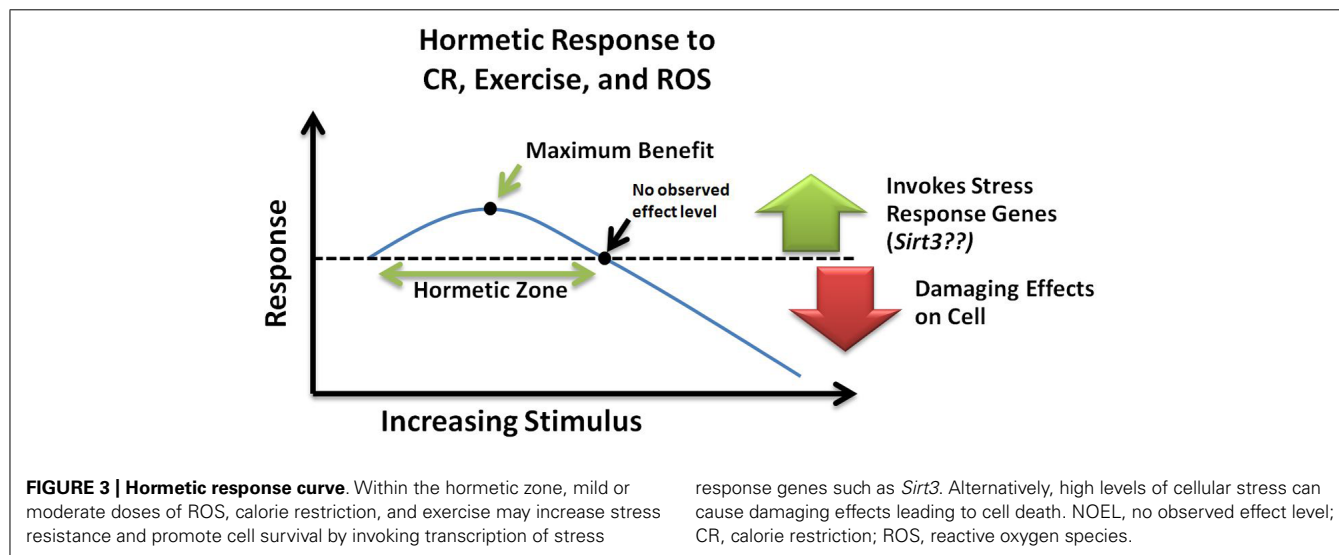 Hormetic Response to
CR, Exercise, and ROS
Maximum Benefit
No observed
effect level
Invokes Stress
Response Genes
(Sirt3??)
Response
Hormetic Zone
Damaging Effects
on Cell
Increasing Stimulus
FIGURE 3 | Hormetic response curve. Within the hormetic zone, mild or
moderate doses of ROS, calorie restriction, and exercise may increase stress
resistance and promote cell survival by invoking transcription of stress
response genes such as Sirt3. Alternatively, high levels of cellular stress can
cause damaging effects leading to cell death. NOEL, no observed effect level;
CR, calorie restriction; ROS, reactive oxygen species.